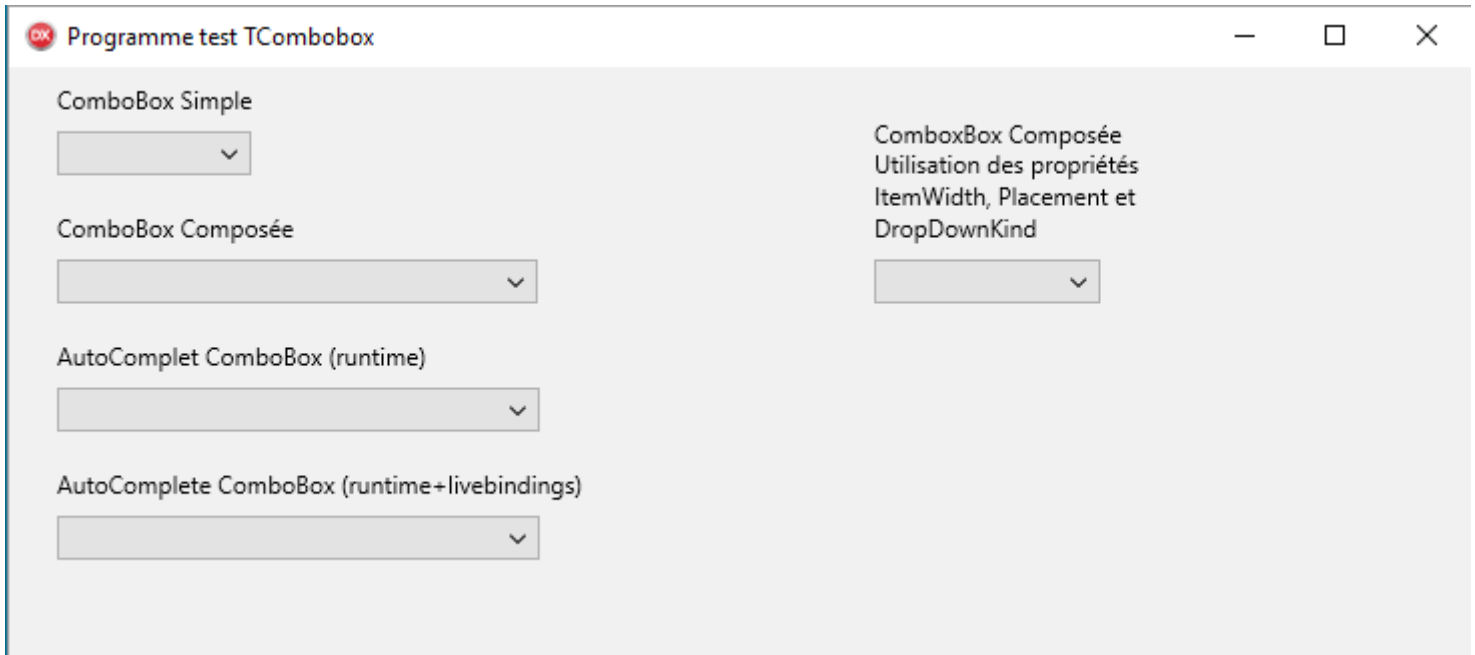 DX Programme test TCombobox
ComboBox Simple
ComboBox Composée
AutoComplet ComboBox (runtime)
AutoComplete ComboBox (runtime+livebindings)
ComboxBox Composée
Utilisation des propriétés
ItemWidth, Placement et
DropDownKind